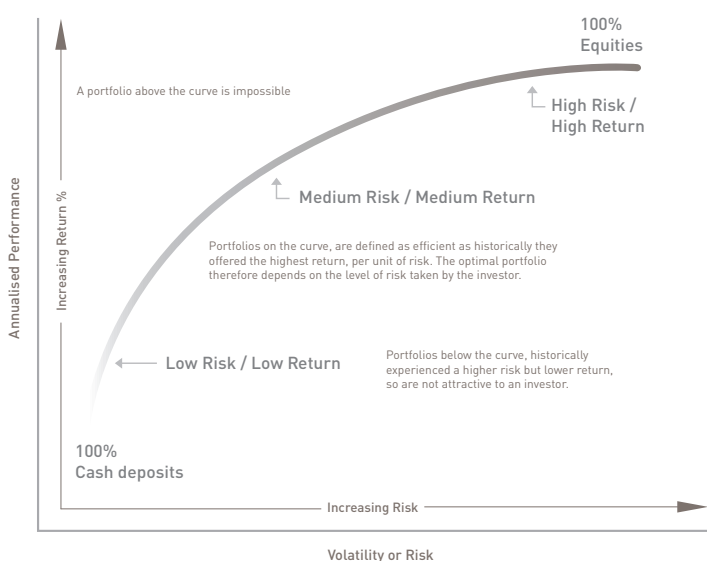 100%
Equities
A portfolio above the curve is impossible
High Risk /
High Return
Medium Risk / Medium Return
Annualised Performance
Increasing Return %
Portfolios on the curve, are defined as efficient as historically they
offered the highest return, per unit of risk. The optimal portfolio
therefore depends on the level of risk taken by the investor.
Low Risk / Low Return
Portfolios below the curve, historically
experienced a higher risk but lower return,
so are not attractive to an investor.
100%
Cash deposits
Increasing Risk
Volatility or Risk